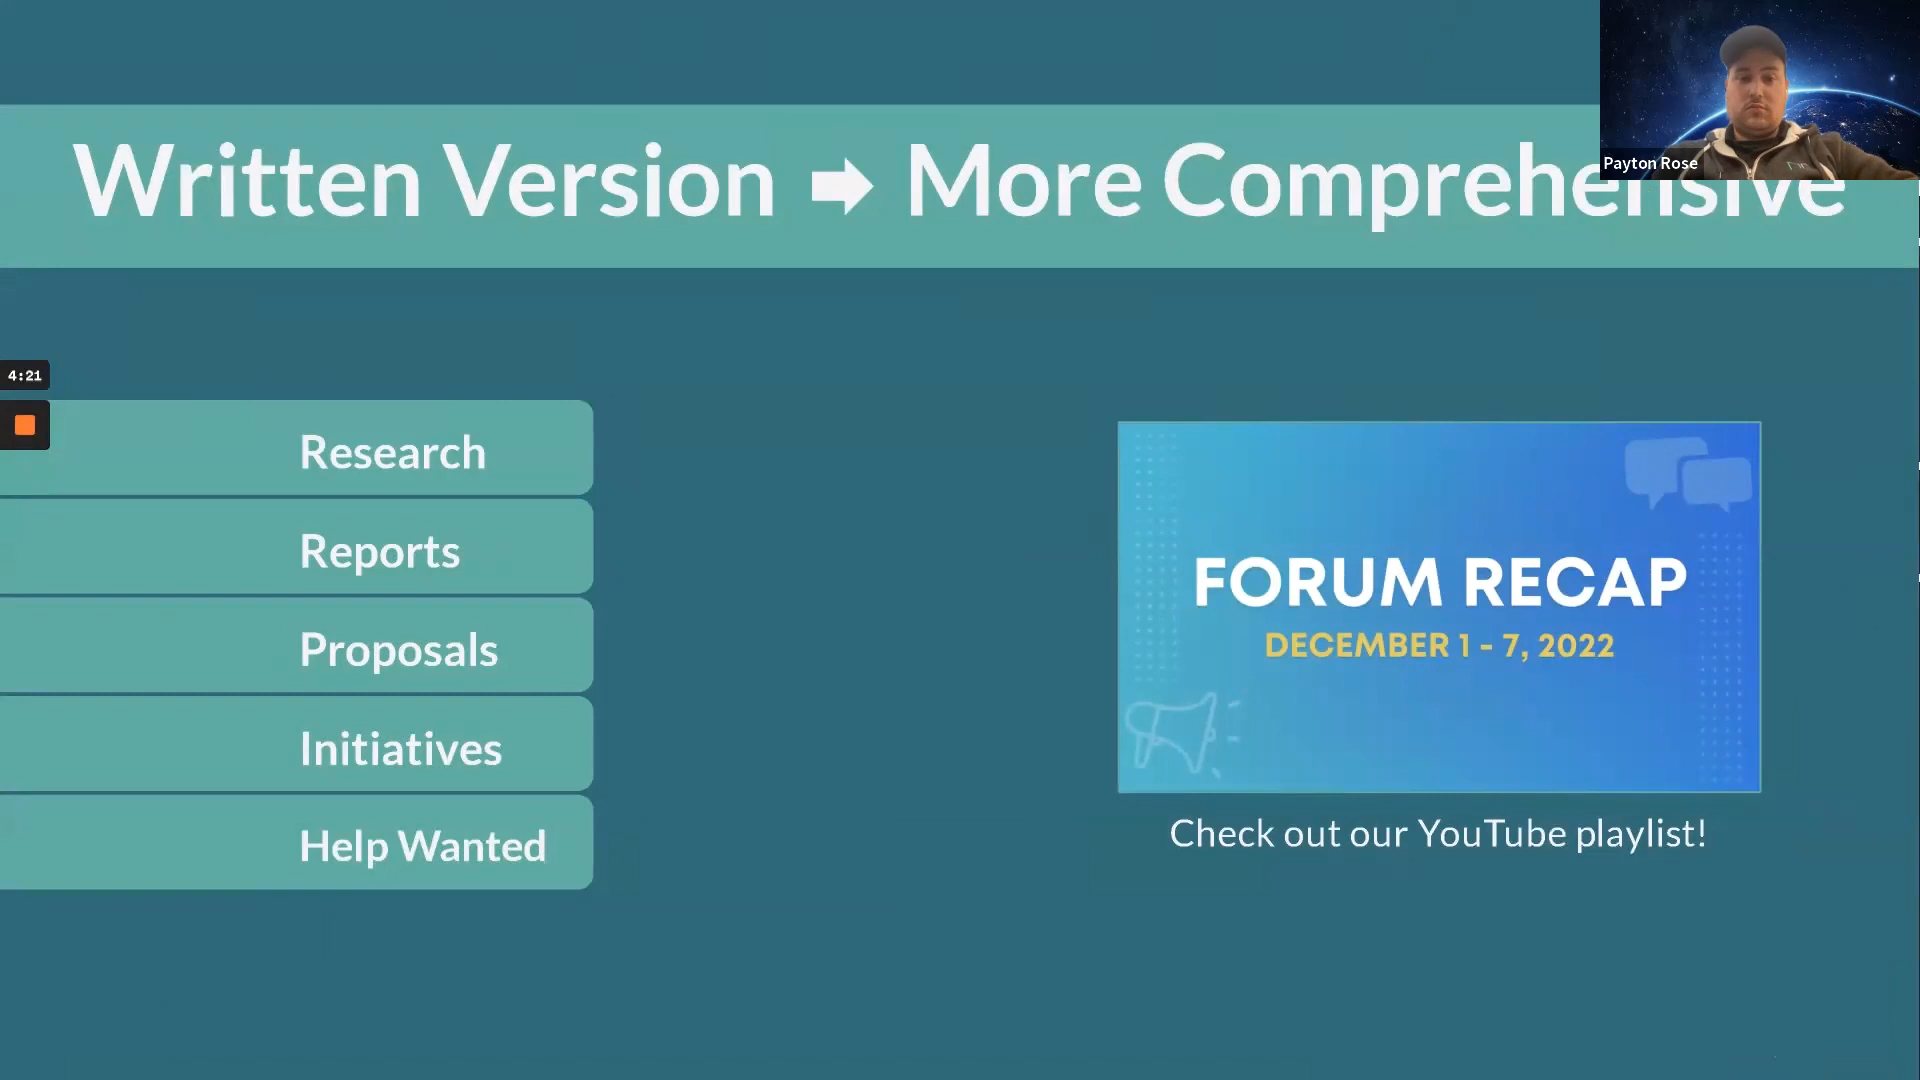 Written Version ➡ More Comprehensive
Payton Rose
4:21
Research
Reports
Proposals
Initiatives
Help Wanted
FORUM RECAP
DECEMBER 1 - 7, 2022
Check out our YouTube playlist!